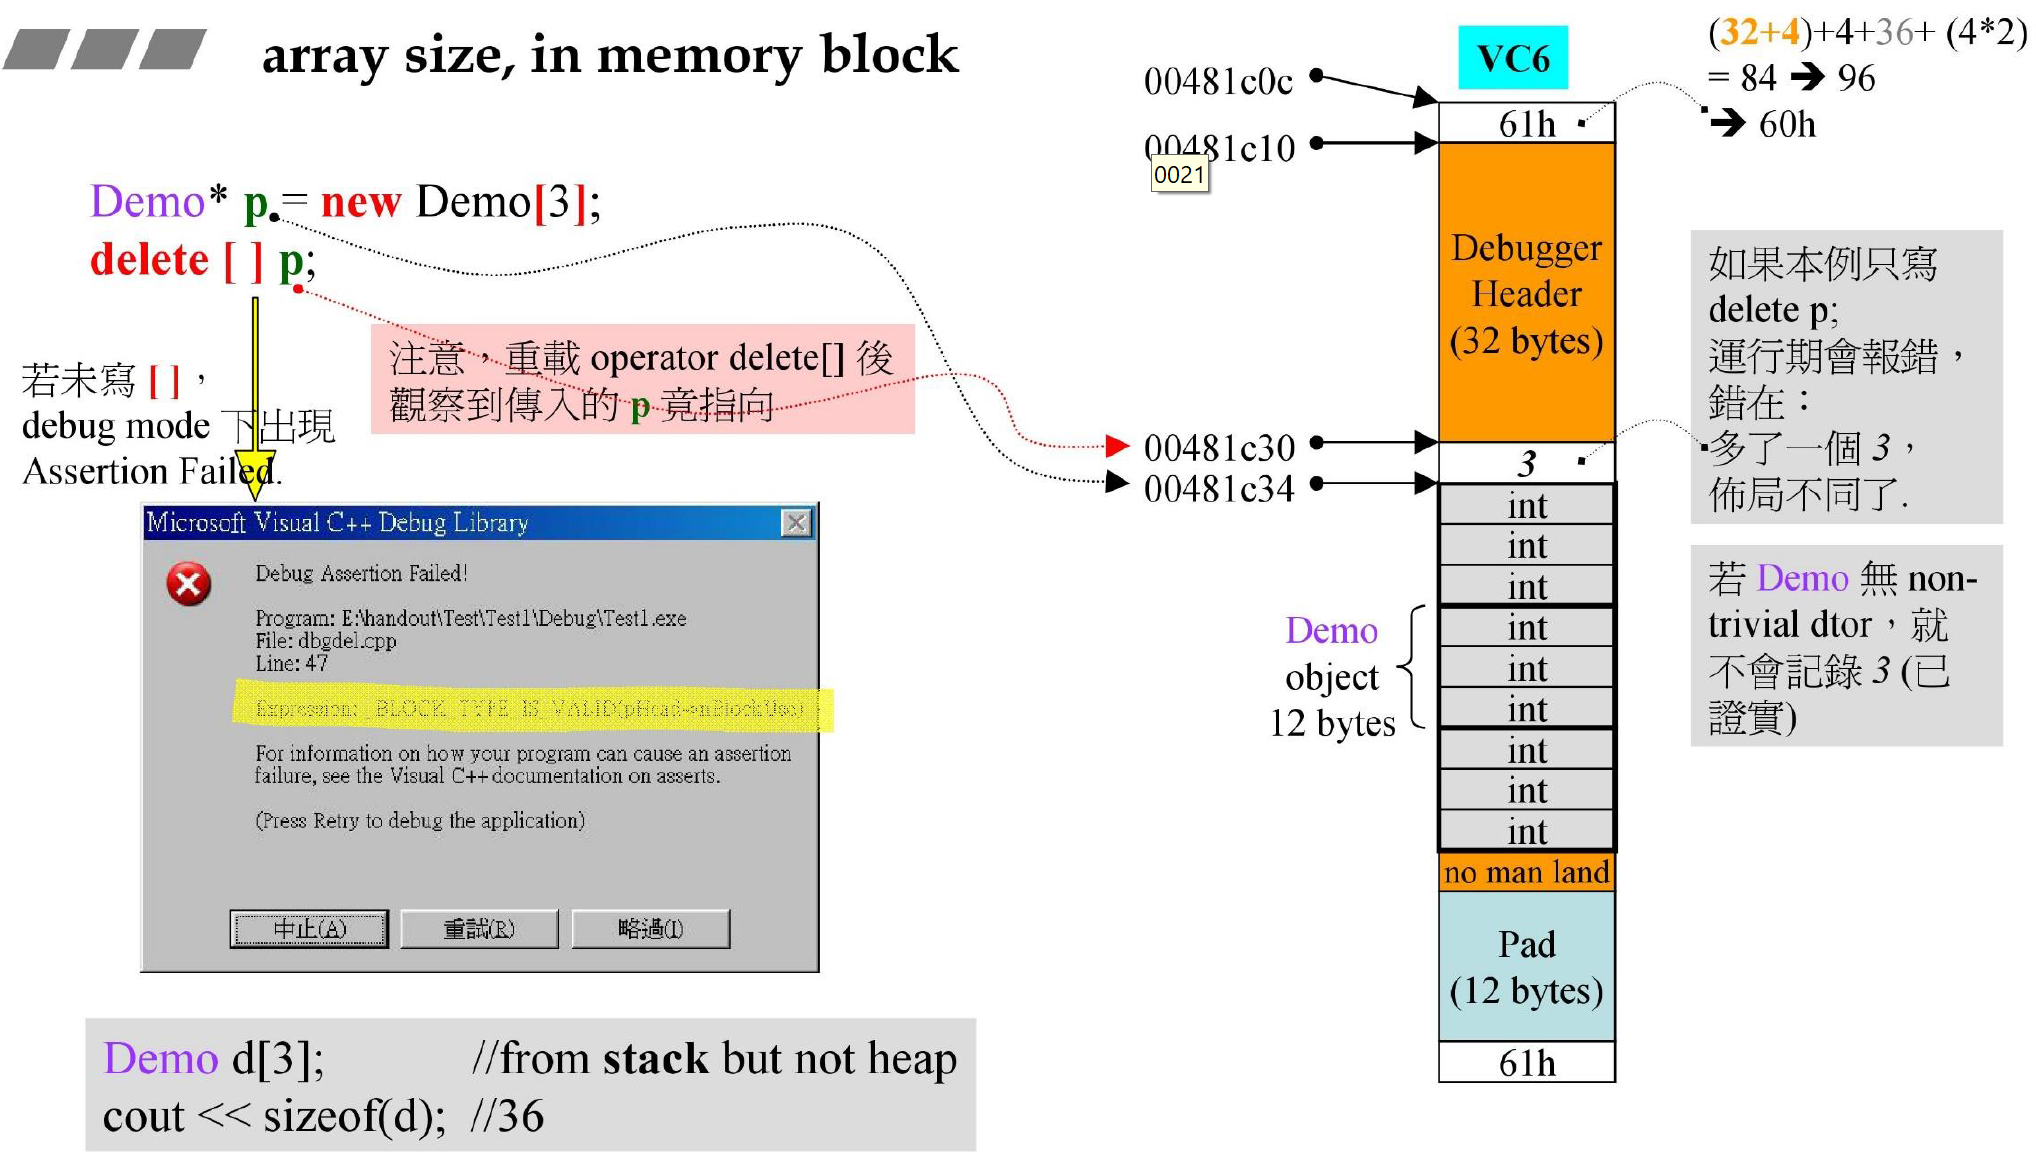 array size, in memory block
Demo* p = new Demo[3];
delete [ ] p;
若未寫 [ ]，
debug mode 下出現
Assertion Failed.
注意，重載 operator delete[] 後
觀察到傳入的 p 竟指向
Microsoft Visual C++ Debug Library
Debug Assertion Failed!
Program: E:\handout\Test\Test1\Debug\Test1.exe
File: dbgdel.cpp
Line: 47
Expression: _BLOCK_TYPE_IS_VALID(pHead->nBlockUse)
For information on how your program can cause an assertion
failure, see the Visual C++ documentation on asserts.
(Press Retry to debug the application)
中止(A)
重試(R)
略過(I)
Demo d[3]; //from stack but not heap
cout << sizeof(d); //36
VC6
00481c0c
00481c10
0021
00481c30
00481c34
61h
Debugger
Header
(32 bytes)
3
int
int
int
int
int
int
int
int
int
no man land
Pad
(12 bytes)
61h
Demo
object
12 bytes
(32+4)+4+36+ (4*2)
= 84 ➔ 96
➔ 60h
如果本例只寫
delete p;
運行期會報錯，
錯在：
多了一個 3，
佈局不同了.
若 Demo 無 non-
trivial dtor，就
不會記錄 3 (已
證實)